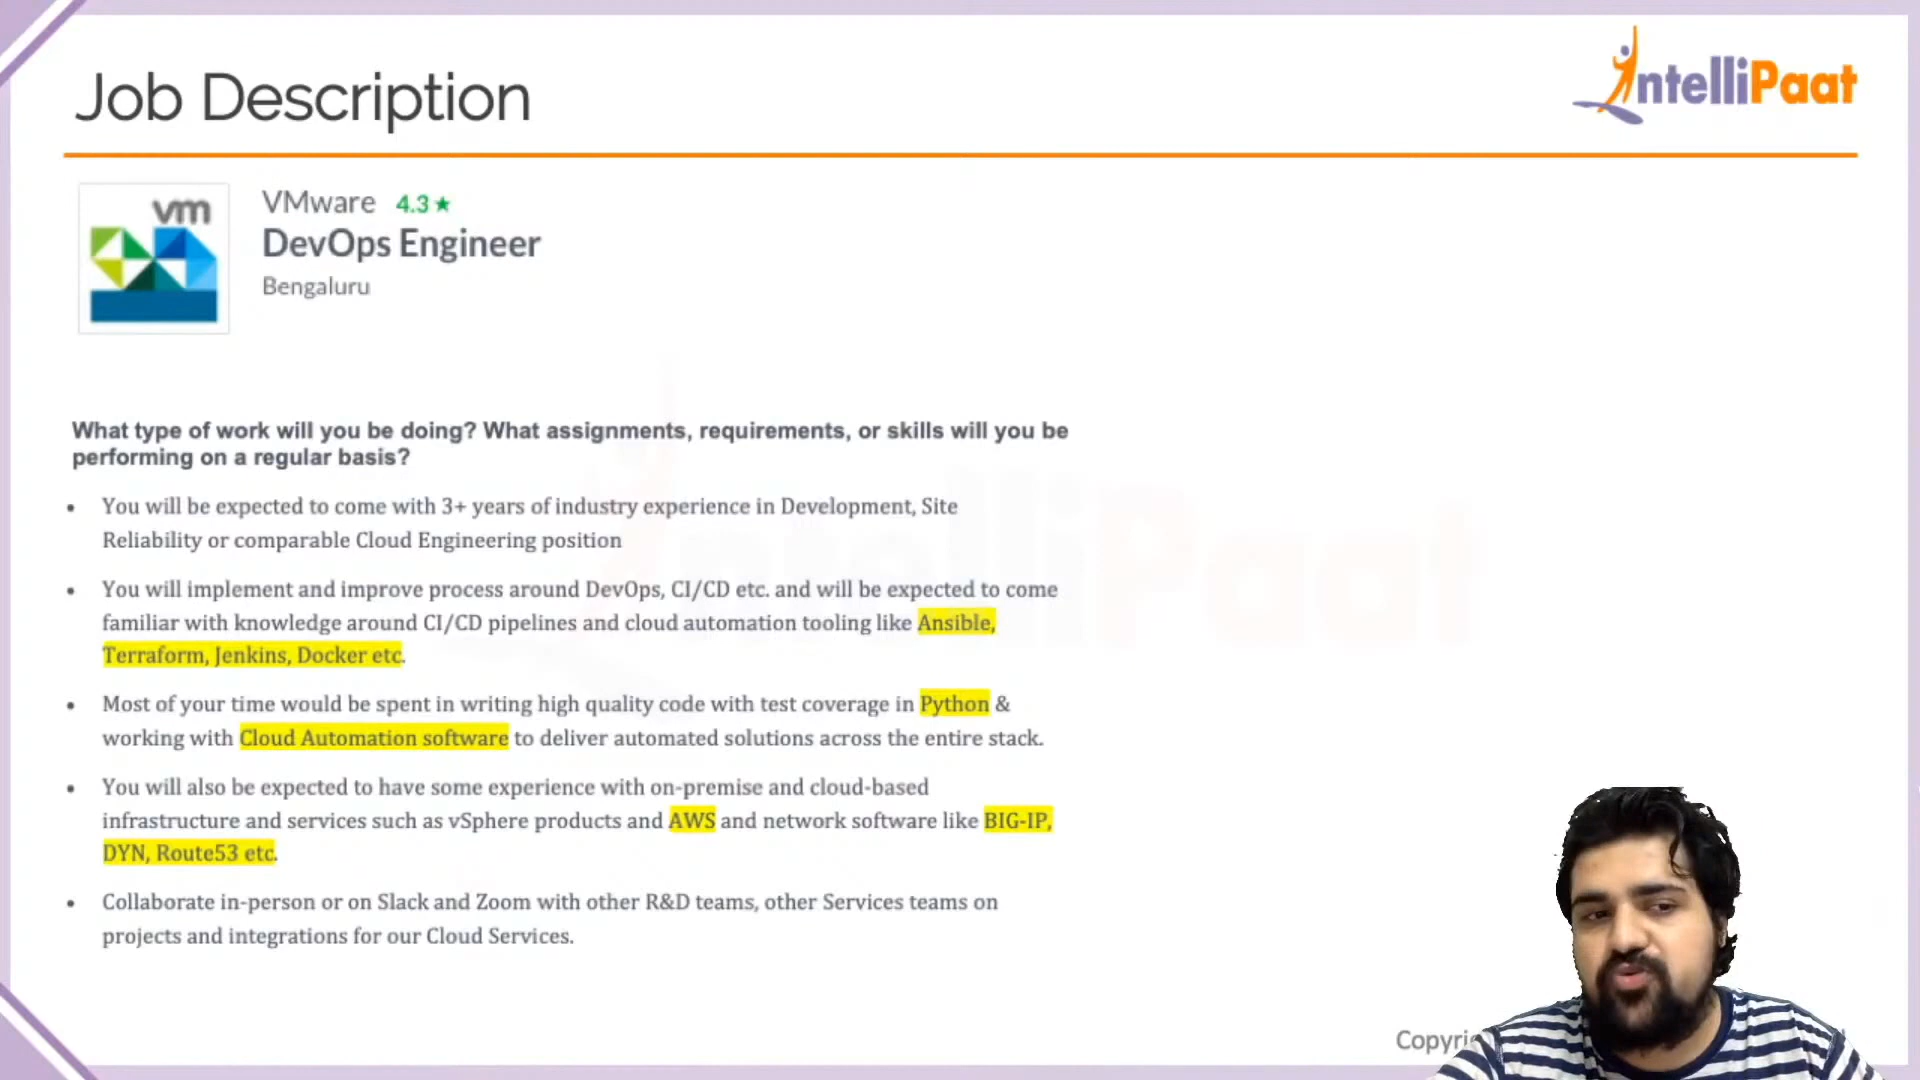 Job Description
IntelliPaat
vm
VMware 4.3 ★
DevOps Engineer
Bengaluru
What type of work will you be doing? What assignments, requirements, or skills will you be
performing on a regular basis?
• You will be expected to come with 3+ years of industry experience in Development, Site
Reliability or comparable Cloud Engineering position
• You will implement and improve process around DevOps, CI/CD etc. and will be expected to come
familiar with knowledge around CI/CD pipelines and cloud automation tooling like Ansible,
Terraform, Jenkins, Docker etc.
• Most of your time would be spent in writing high quality code with test coverage in Python &
working with Cloud Automation software to deliver automated solutions across the entire stack.
• You will also be expected to have some experience with on-premise and cloud-based
infrastructure and services such as vSphere products and AWS and network software like BIG-IP,
DYN, Route53 etc.
• Collaborate in-person or on Slack and Zoom with other R&D teams, other Services teams on
projects and integrations for our Cloud Services.
IntelliPaat